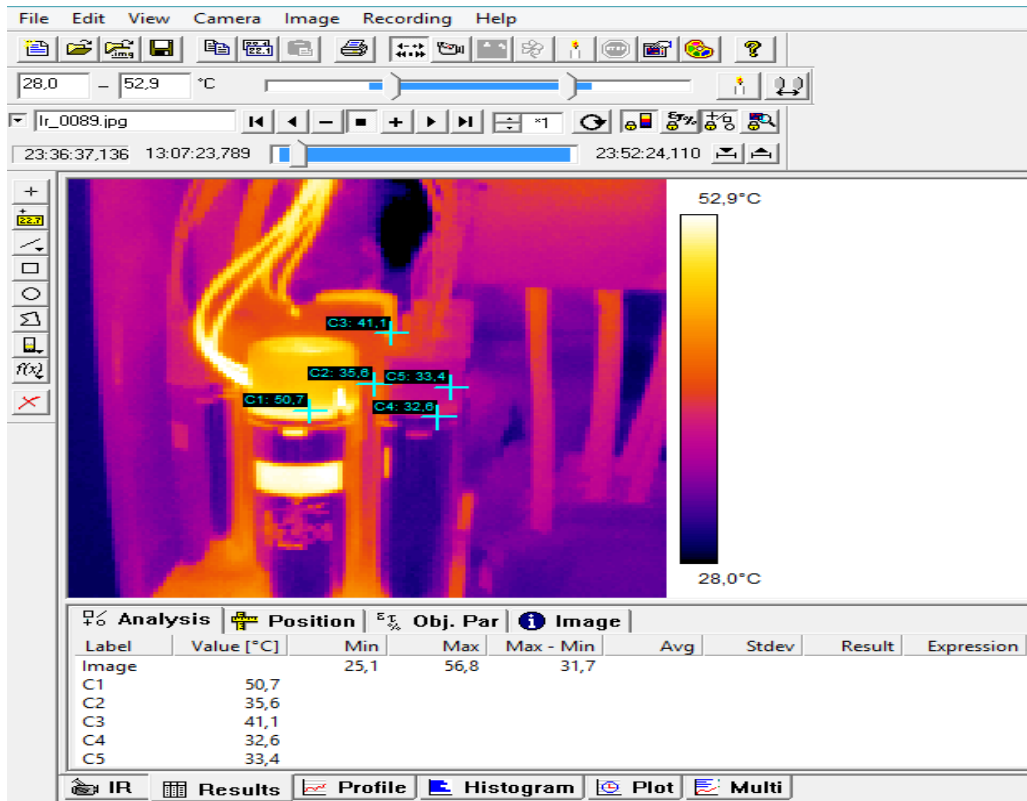 File Edit View Camera Image Recording Help
28,0 – 52,9 °C
Ir_0089.jpg *1
23:36:37,136 13:07:23,789 23:52:24,110
52,9°C
C3: 41,1
C2: 35,6 C5: 33,4
C1: 50,7 C4: 32,6
28,0°C
Analysis Position Obj. Par Image
Label Value [°C] Min Max Max - Min Avg Stdev Result Expression
Image 25,1 56,8 31,7
C1 50,7
C2 35,6
C3 41,1
C4 32,6
C5 33,4
IR Results Profile Histogram Plot Multi